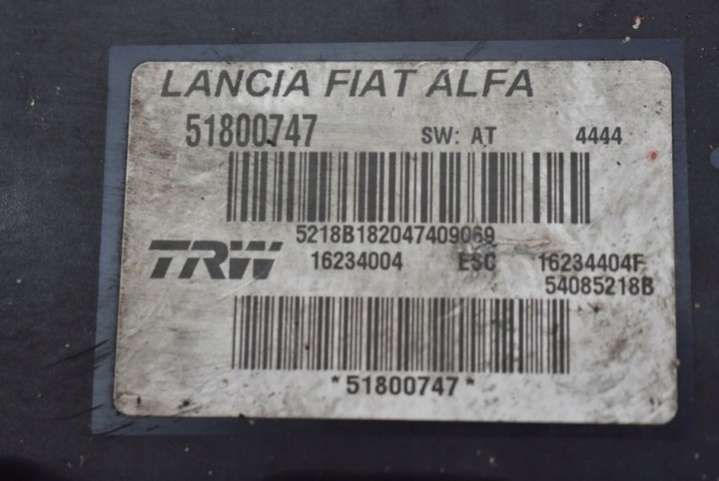 LANCIA FIAT ALFA
51800747 SW: AT 4444
5218B182047409069
TRW 16234004 ESC 16234404F
54085218B
*51800747*